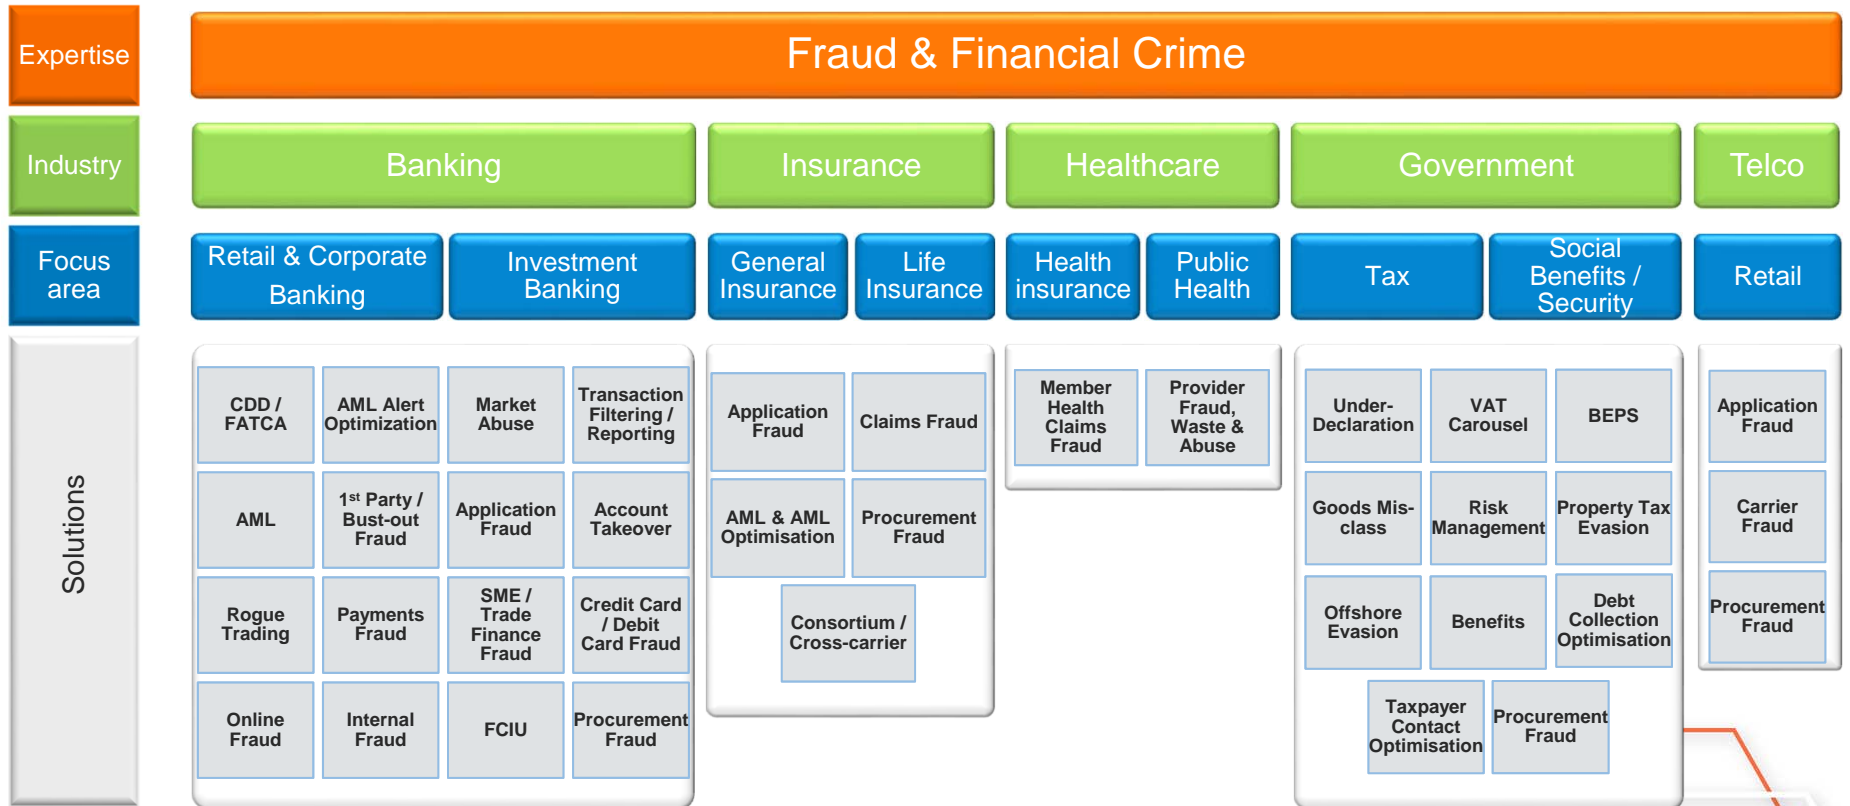 Expertise
Fraud & Financial Crime
Industry
Banking
Insurance
Healthcare
Government
Telco
Focus
area
Retail & Corporate
Banking
Investment
Banking
General
Insurance
Life
Insurance
Health
insurance
Public
Health
Tax
Social
Benefits /
Security
Retail
Solutions
CDD /
FATCA
AML Alert
Optimization
Market
Abuse
Transaction
Filtering /
Reporting
AML
1st Party /
Bust-out
Fraud
Application
Fraud
Account
Takeover
Rogue
Trading
Payments
Fraud
SME /
Trade
Finance
Fraud
Credit Card
/ Debit
Card Fraud
Online
Fraud
Internal
Fraud
FCIU
Procurement
Fraud
Application
Fraud
Claims Fraud
AML & AML
Optimisation
Procurement
Fraud
Consortium /
Cross-carrier
Member
Health
Claims
Fraud
Provider
Fraud,
Waste &
Abuse
Under-
Declaration
VAT
Carousel
BEPS
Goods Mis-
class
Risk
Management
Property Tax
Evasion
Offshore
Evasion
Benefits
Debt
Collection
Optimisation
Taxpayer
Contact
Optimisation
Procurement
Fraud
Application
Fraud
Carrier
Fraud
Procurement
Fraud